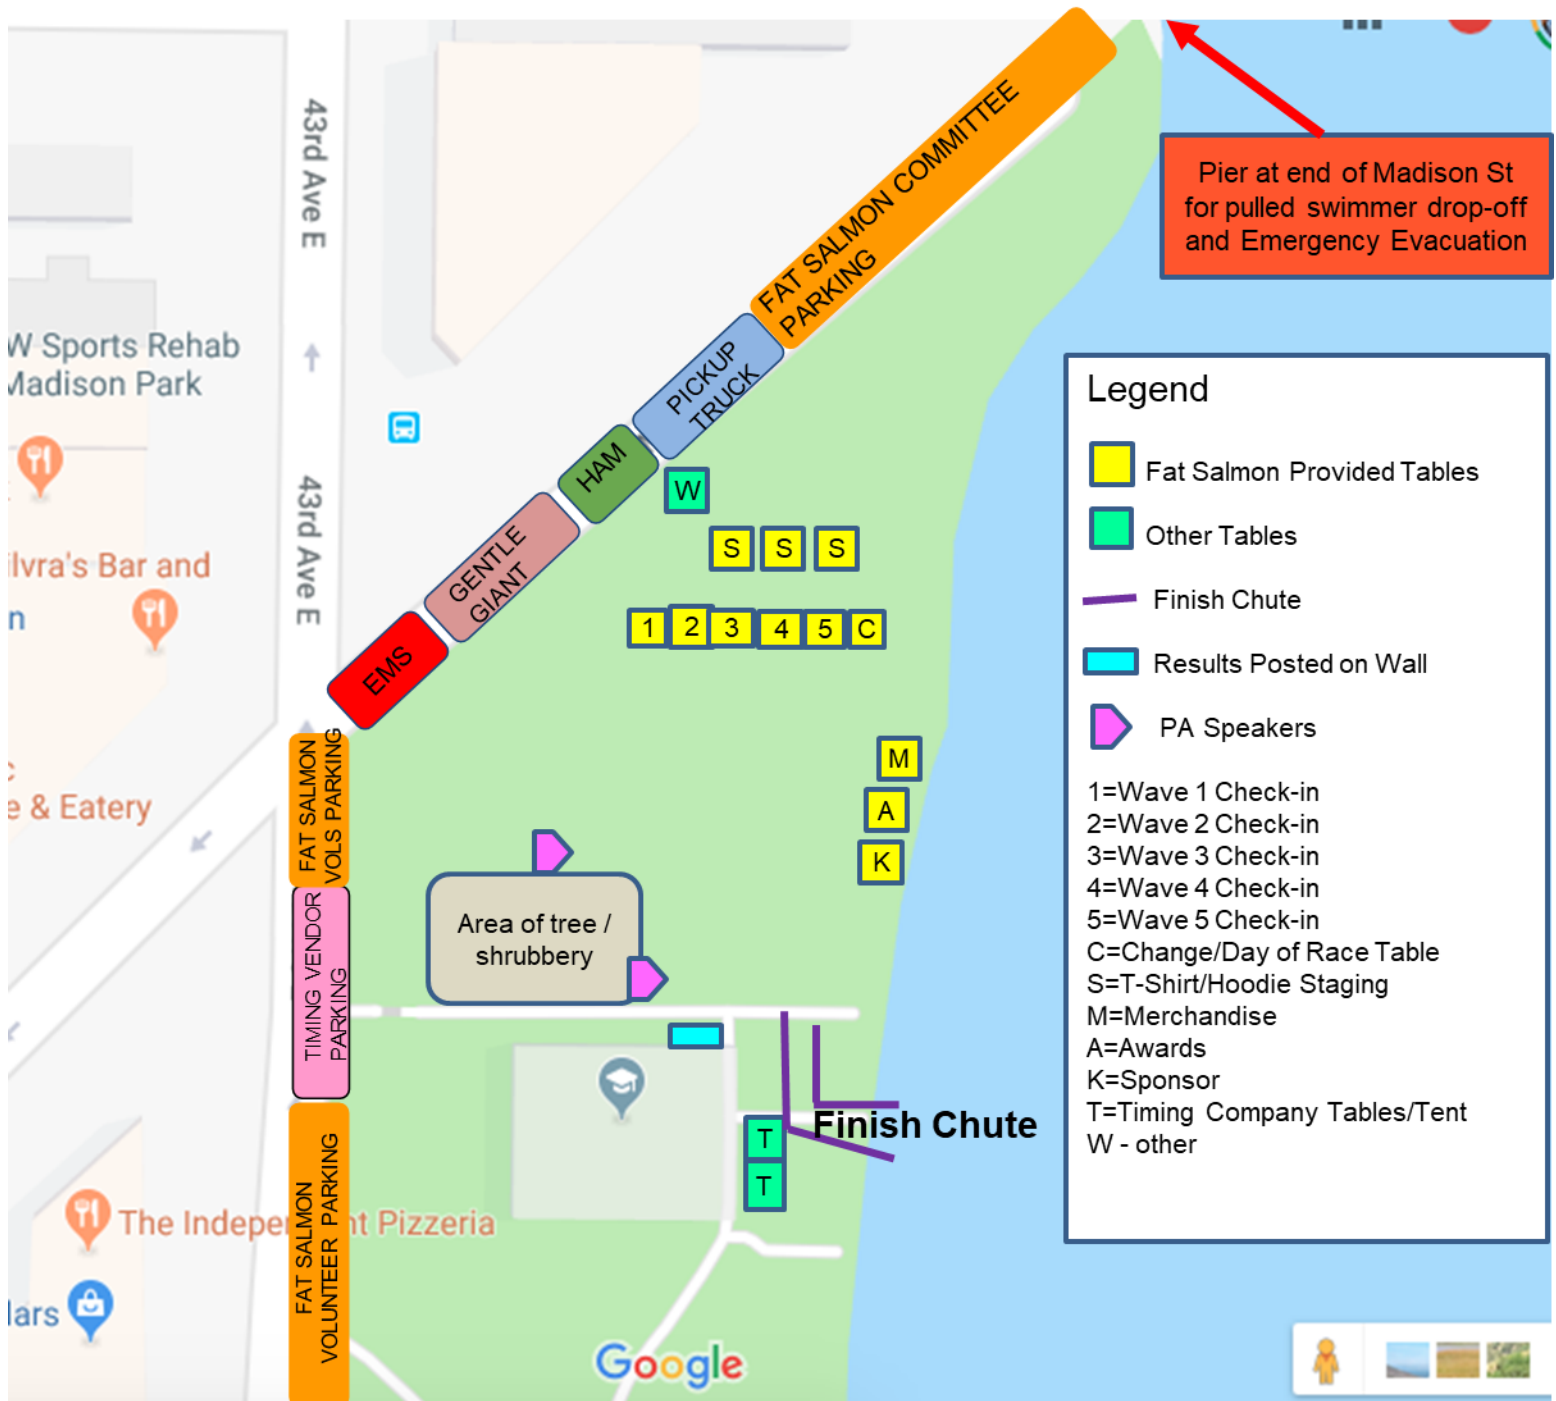 43rd Ave E
43rd Ave E
W Sports Rehab
Madison Park
ilvra's Bar and
n
e & Eatery
The Indepen
nt Pizzeria
lars
FAT SALMON COMMITTEE
PARKING
PICKUP
TRUCK
HAM
GENTLE
GIANT
EMS
FAT SALMON
VOLS PARKING
TIMING VENDOR
PARKING
FAT SALMON
VOLUNTEER PARKING
Pier at end of Madison St
for pulled swimmer drop-off
and Emergency Evacuation
W
S S S
1 2 3 4 5 C
M
A
K
Area of tree /
shrubbery
Finish Chute
T
T
Google
Legend
Fat Salmon Provided Tables
Other Tables
Finish Chute
Results Posted on Wall
PA Speakers
1=Wave 1 Check-in
2=Wave 2 Check-in
3=Wave 3 Check-in
4=Wave 4 Check-in
5=Wave 5 Check-in
C=Change/Day of Race Table
S=T-Shirt/Hoodie Staging
M=Merchandise
A=Awards
K=Sponsor
T=Timing Company Tables/Tent
W - other